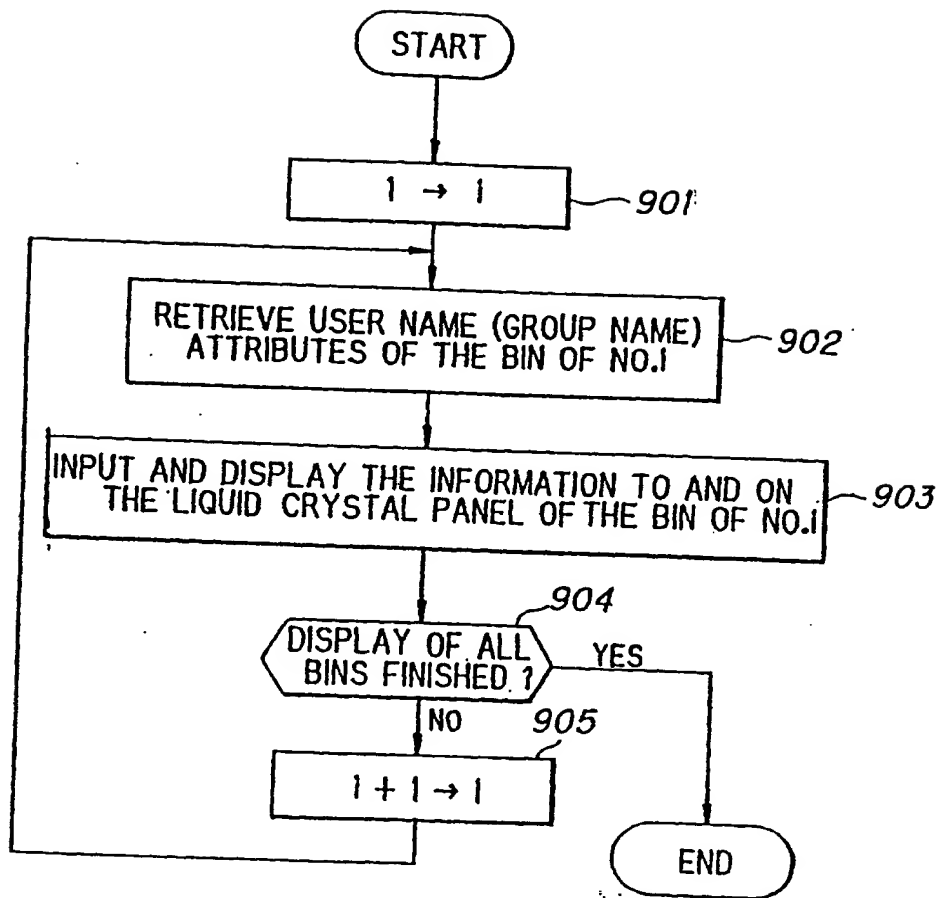 START
1 → 1
901
RETRIEVE USER NAME (GROUP NAME)
ATTRIBUTES OF THE BIN OF NO.1
902
INPUT AND DISPLAY THE INFORMATION TO AND ON
THE LIQUID CRYSTAL PANEL OF THE BIN OF NO.1
903
904
DISPLAY OF ALL
BINS FINISHED ?
YES
NO
905
1 + 1 → 1
END